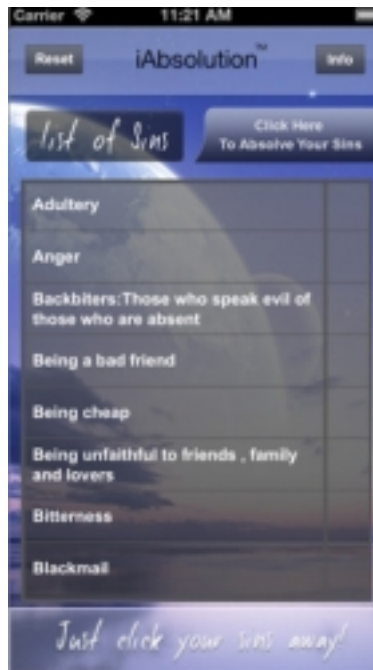 Carrier 11:21 AM
Reset iAbsolution™ Info
list of Sins
Click Here
To Absolve Your Sins
Adultery
Anger
Backbiters:Those who speak evil of
those who are absent
Being a bad friend
Being cheap
Being unfaithful to friends , family
and lovers
Bitterness
Blackmail
Just click your sins away!